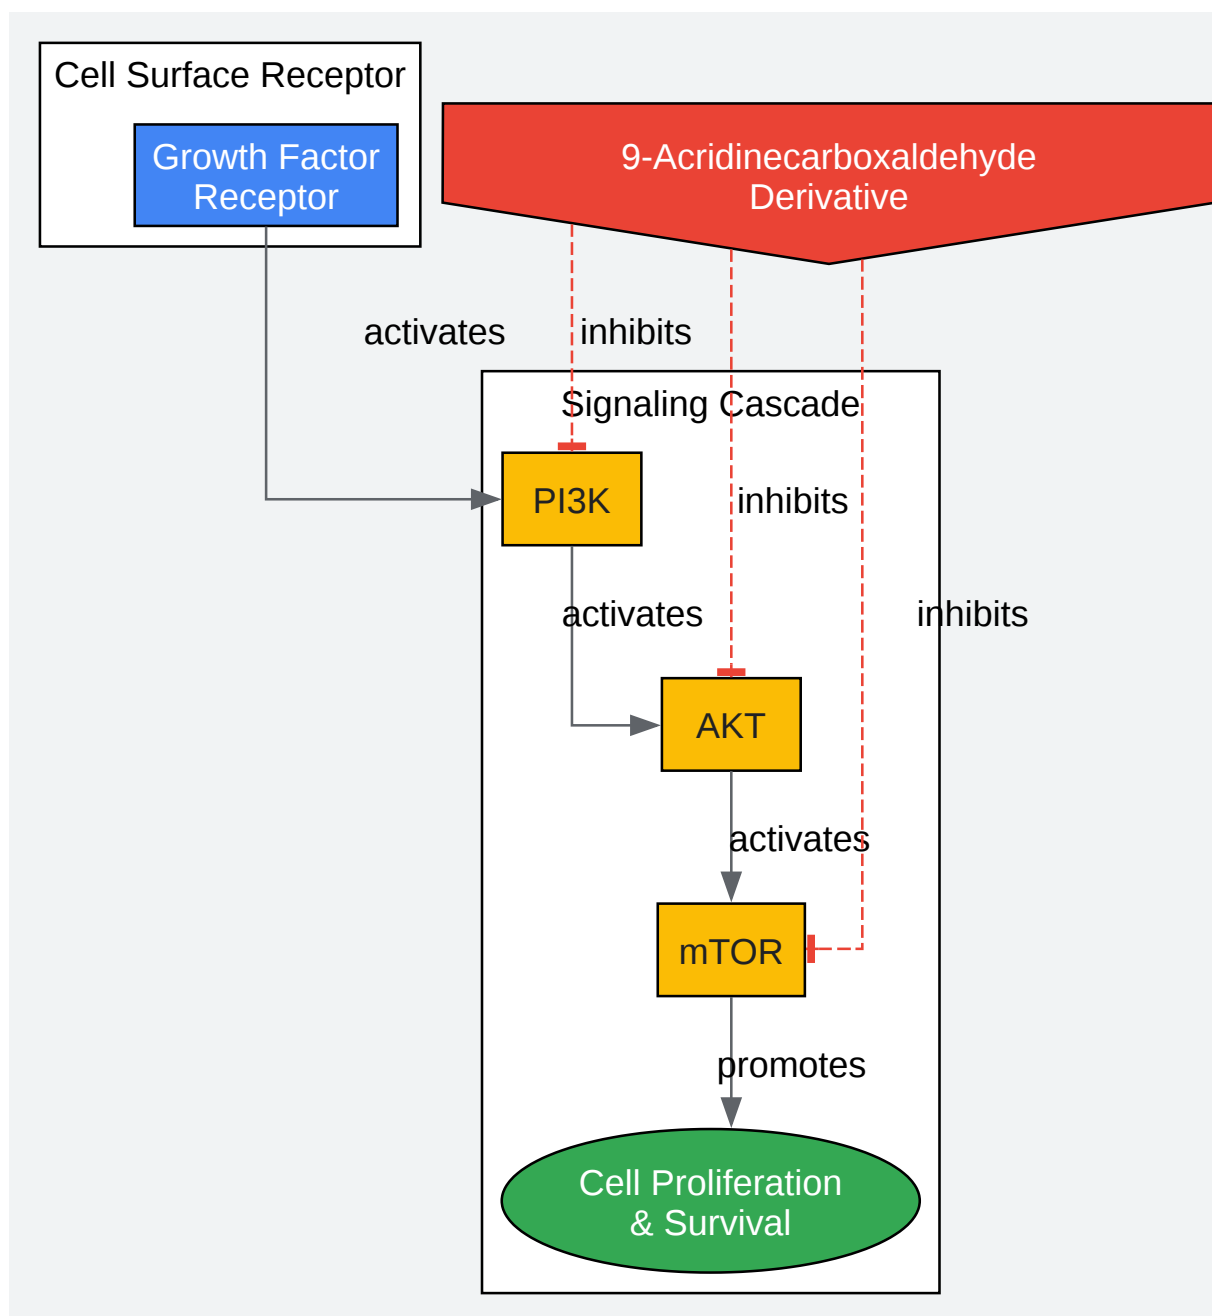 Cell Surface Receptor
Growth Factor
Receptor
9-Acridinecarboxaldehyde
Derivative
activates
inhibits
Signaling Cascade
PI3K
inhibits
activates
inhibits
AKT
activates
mTOR
promotes
Cell Proliferation
& Survival